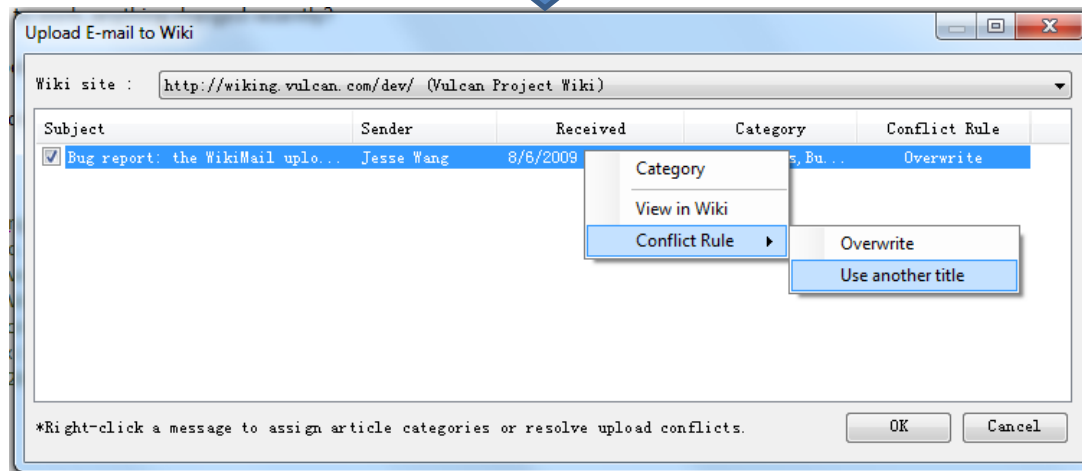 Upload E-mail to Wiki
Wiki site : http://wiking.vulcan.com/dev/ (Vulcan Project Wiki)
Subject Sender Received Category Conflict Rule
Bug report: the WikiMail uplo... Jesse Wang 8/6/2009 s,Bu... Overwrite
Category
View in Wiki
Conflict Rule
Overwrite
Use another title
*Right-click a message to assign article categories or resolve upload conflicts.
OK Cancel